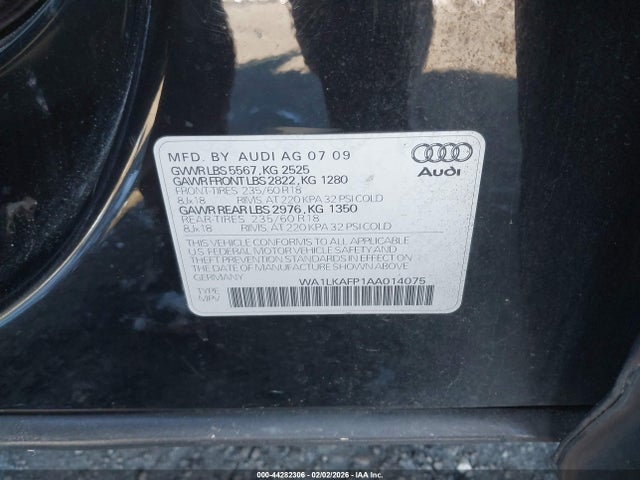 MFD. BY AUDI AG 07 09
GVWR LBS 5567, KG 2525
GAWR FRONT LBS 2822, KG 1280
FRONT-TIRES: 235/60 R18
8Jx18 RIMS, AT 220 KPA 32 PSI COLD
GAWR REAR LBS 2976, KG 1350
REAR-TIRES: 235/60 R18
8Jx18 RIMS, AT 220 KPA 32 PSI COLD
THIS VEHICLE CONFORMS TO ALL APPLICABLE
U.S. FEDERAL MOTOR VEHICLE SAFETY AND
THEFT PREVENTION STANDARDS IN EFFECT ON
THE DATE OF MANUFACTURE SHOWN ABOVE
GERMANY
WA1LKAFP1AA014075
TYPE
MPV
Audi
000-44282306 - 02/02/2026 - IAA Inc.